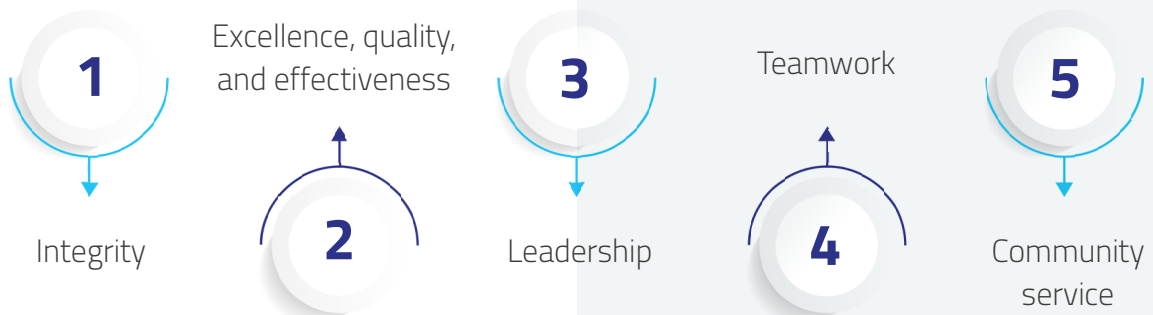 1
Integrity
Excellence, quality,
and effectiveness
2
3
Leadership
Teamwork
4
5
Community
service